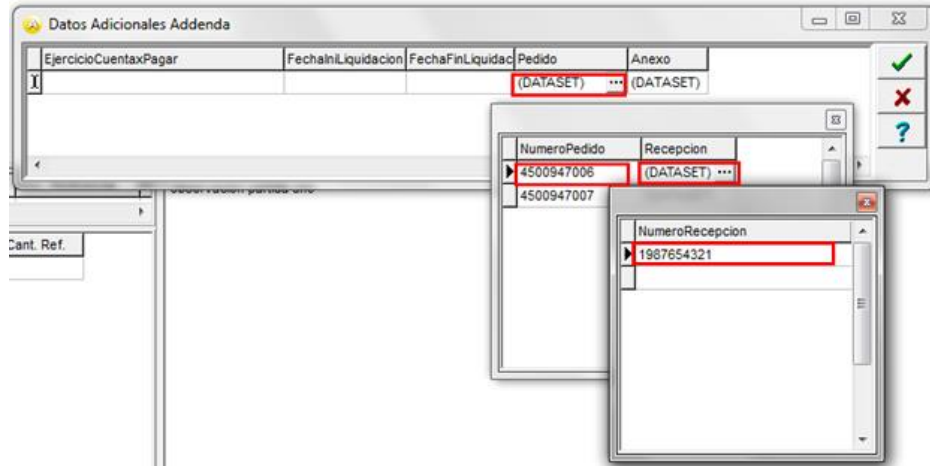 Datos Adicionales Addenda
EjercicioCuentaxPagar FechaIniLiquidacion FechaFinLiquidac Pedido Anexo
(DATASET) ... (DATASET)
NumeroPedido Recepcion
4500947006 (DATASET) ...
4500947007
NumeroRecepcion
1987654321
Cant. Ref.